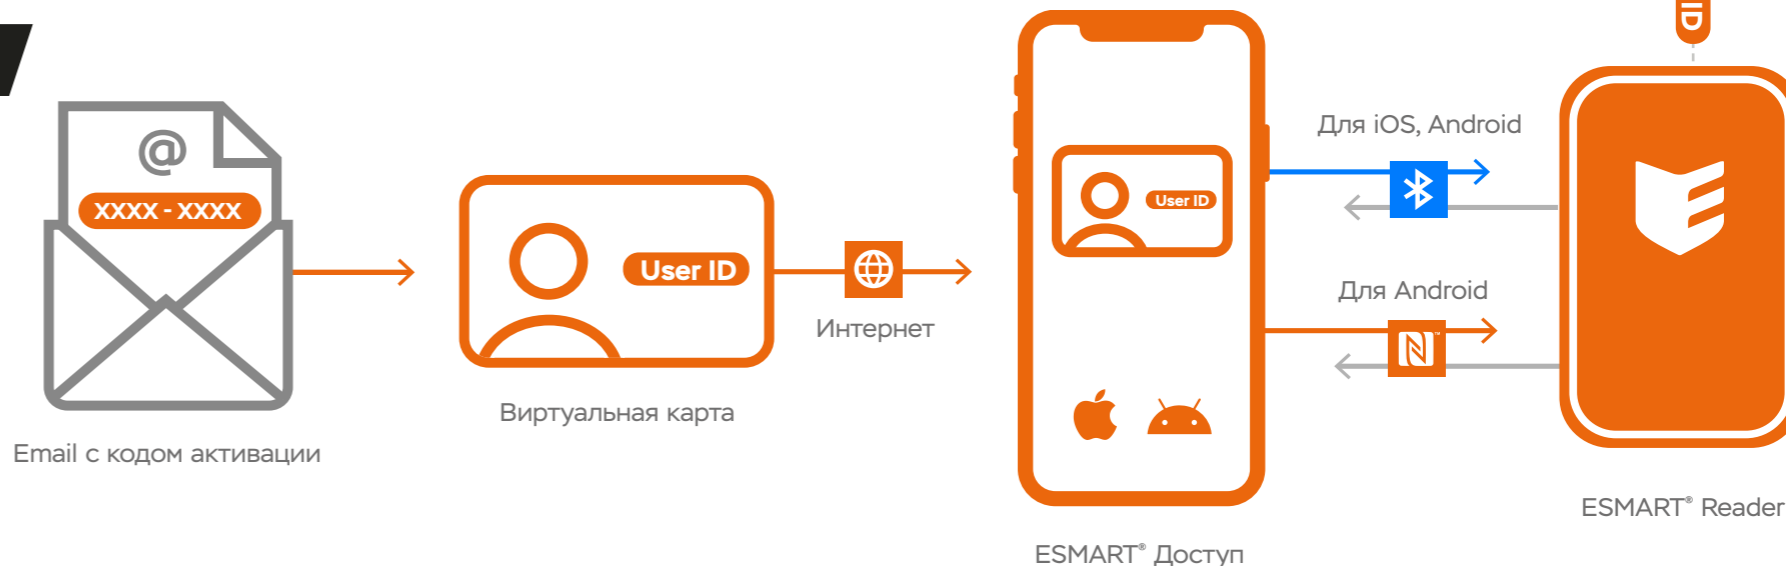 @
XXXX - XXXX
Email с кодом активации
User ID
Виртуальная карта
Интернет
User ID
ESMART® Доступ
Для iOS, Android
Для Android
ID
ESMART® Reader